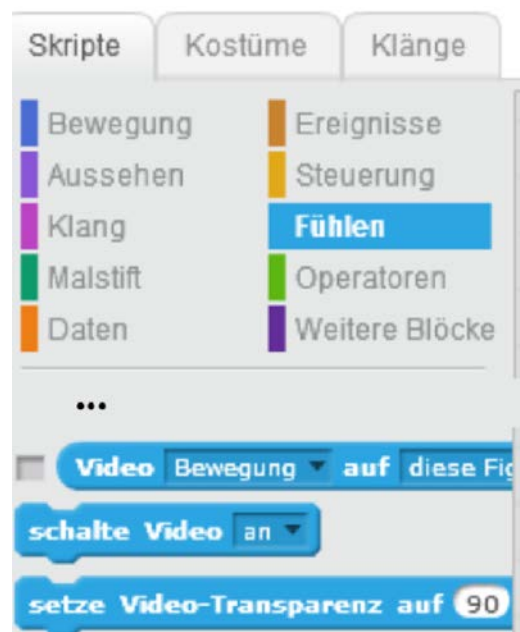 Skripte Kostüme Klänge
Bewegung Ereignisse
Aussehen Steuerung
Klang Fühlen
Malstift Operatoren
Daten Weitere Blöcke
...
Video Bewegung auf diese Fig
schalte Video an
setze Video-Transparenz auf 90